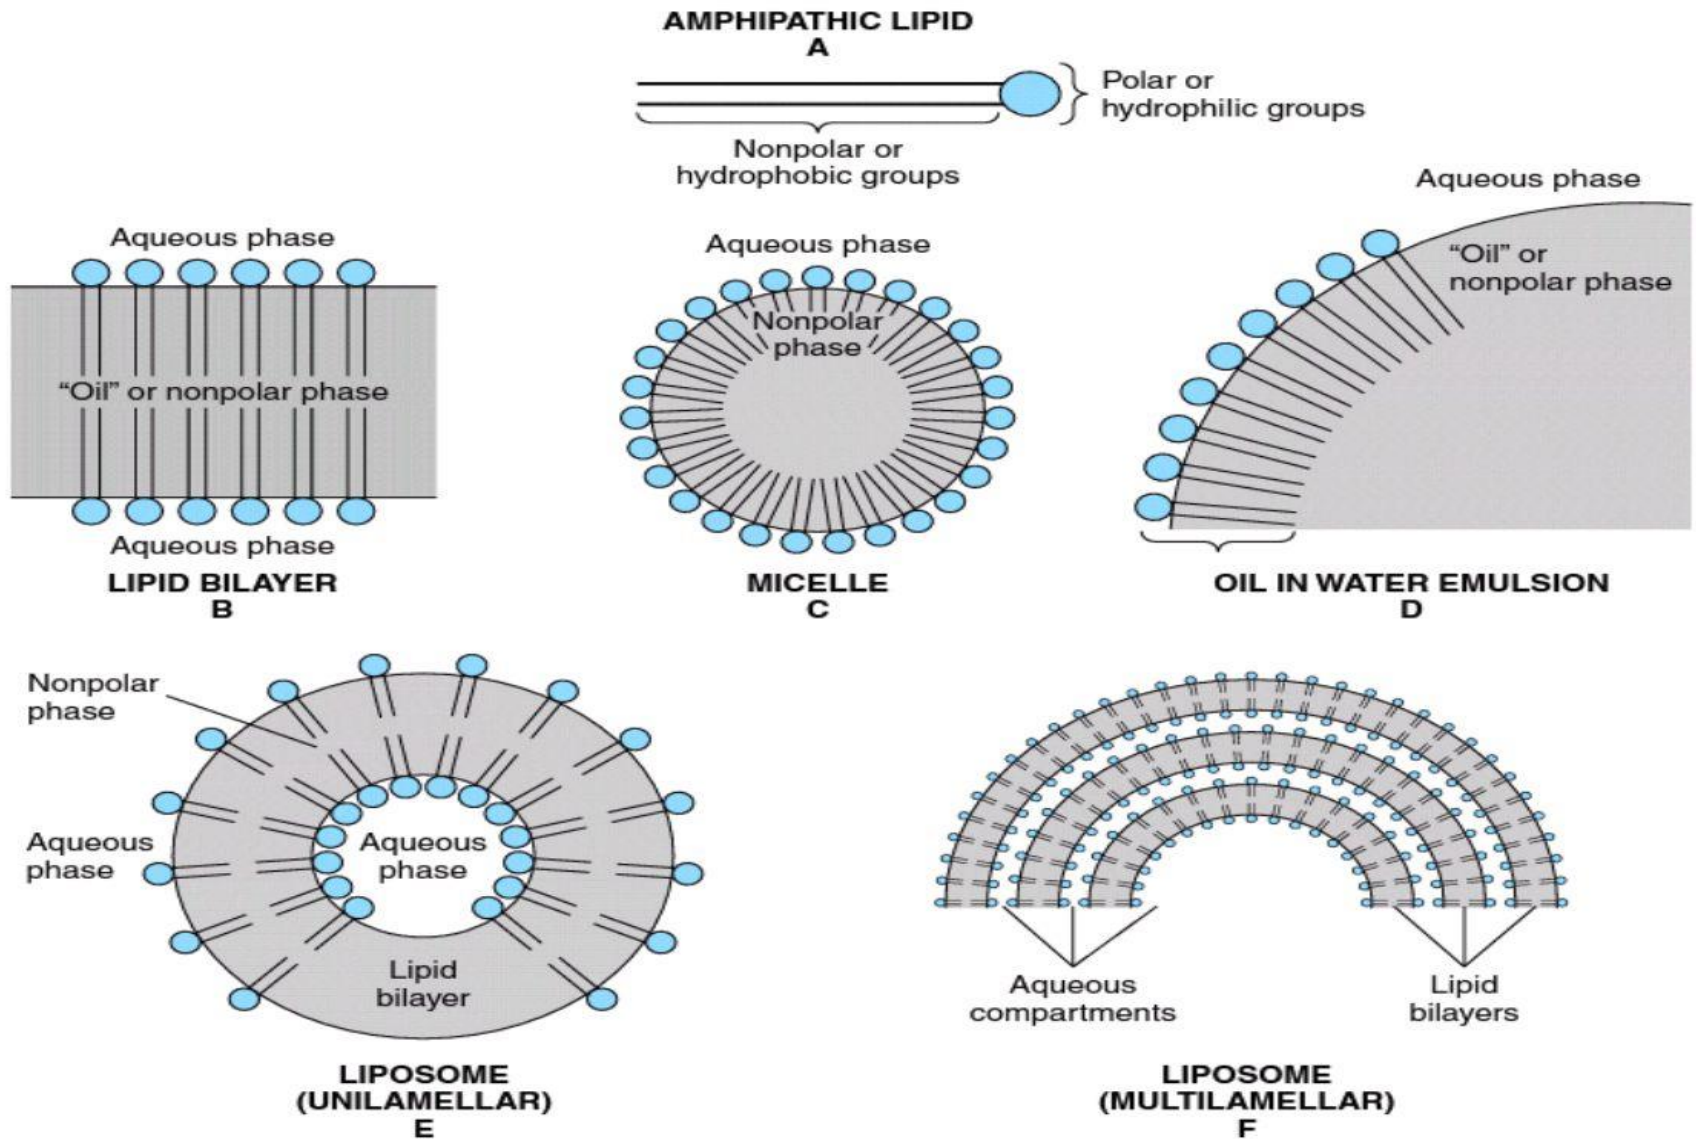 AMPHIPATHIC LIPID
A
Polar or
hydrophilic groups
Nonpolar or
hydrophobic groups
Aqueous phase
“Oil” or nonpolar phase
Aqueous phase
LIPID BILAYER
B
Aqueous phase
Nonpolar
phase
MICELLE
C
Aqueous phase
“Oil” or
nonpolar phase
OIL IN WATER EMULSION
D
Nonpolar
phase
Aqueous
phase
Aqueous
phase
Lipid
bilayer
LIPOSOME
(UNILAMELLAR)
E
Aqueous
compartments
Lipid
bilayers
LIPOSOME
(MULTILAMELLAR)
F